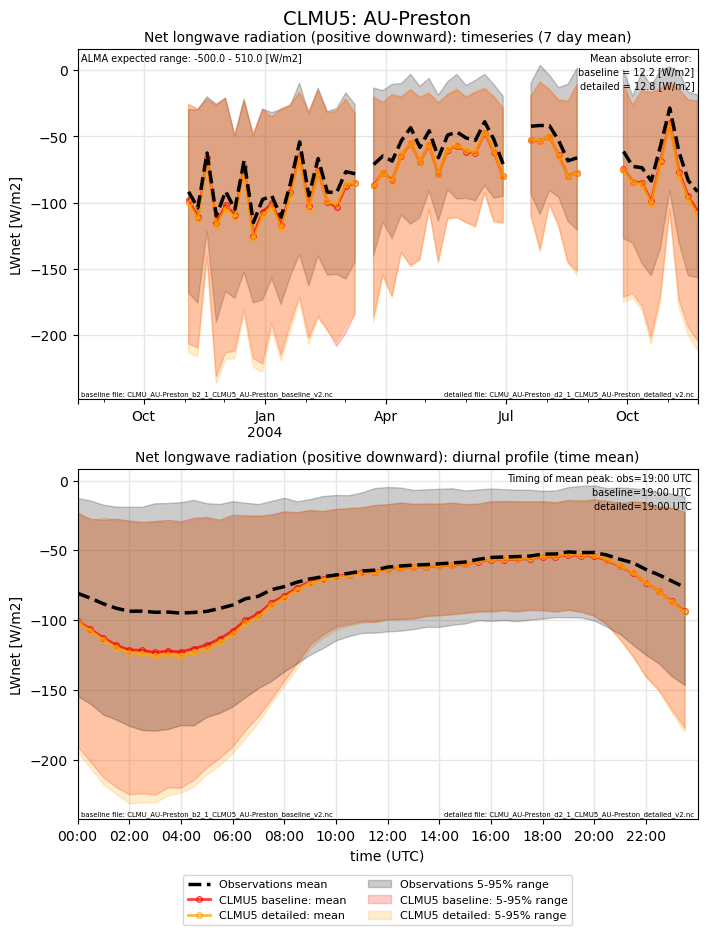 CLMU5: AU-Preston
Net longwave radiation (positive downward): timeseries (7 day mean)
ALMA expected range: -500.0 - 510.0 [W/m2]
Mean absolute error:
baseline = 12.2 [W/m2]
detailed = 12.8 [W/m2]
0
−50
−100
−150
−200
LWnet [W/m2]
baseline file: CLMU_AU-Preston_b2_1_CLMU5_AU-Preston_baseline_v2.nc
detailed file: CLMU_AU-Preston_d2_1_CLMU5_AU-Preston_detailed_v2.nc
Oct
Jan
2004
Apr
Jul
Oct
Net longwave radiation (positive downward): diurnal profile (time mean)
Timing of mean peak: obs=19:00 UTC
baseline=19:00 UTC
detailed=19:00 UTC
0
−50
−100
−150
−200
LWnet [W/m2]
baseline file: CLMU_AU-Preston_b2_1_CLMU5_AU-Preston_baseline_v2.nc
detailed file: CLMU_AU-Preston_d2_1_CLMU5_AU-Preston_detailed_v2.nc
00:00 02:00 04:00 06:00 08:00 10:00 12:00 14:00 16:00 18:00 20:00 22:00
time (UTC)
Observations mean
CLMU5 baseline: mean
CLMU5 detailed: mean
Observations 5-95% range
CLMU5 baseline: 5-95% range
CLMU5 detailed: 5-95% range